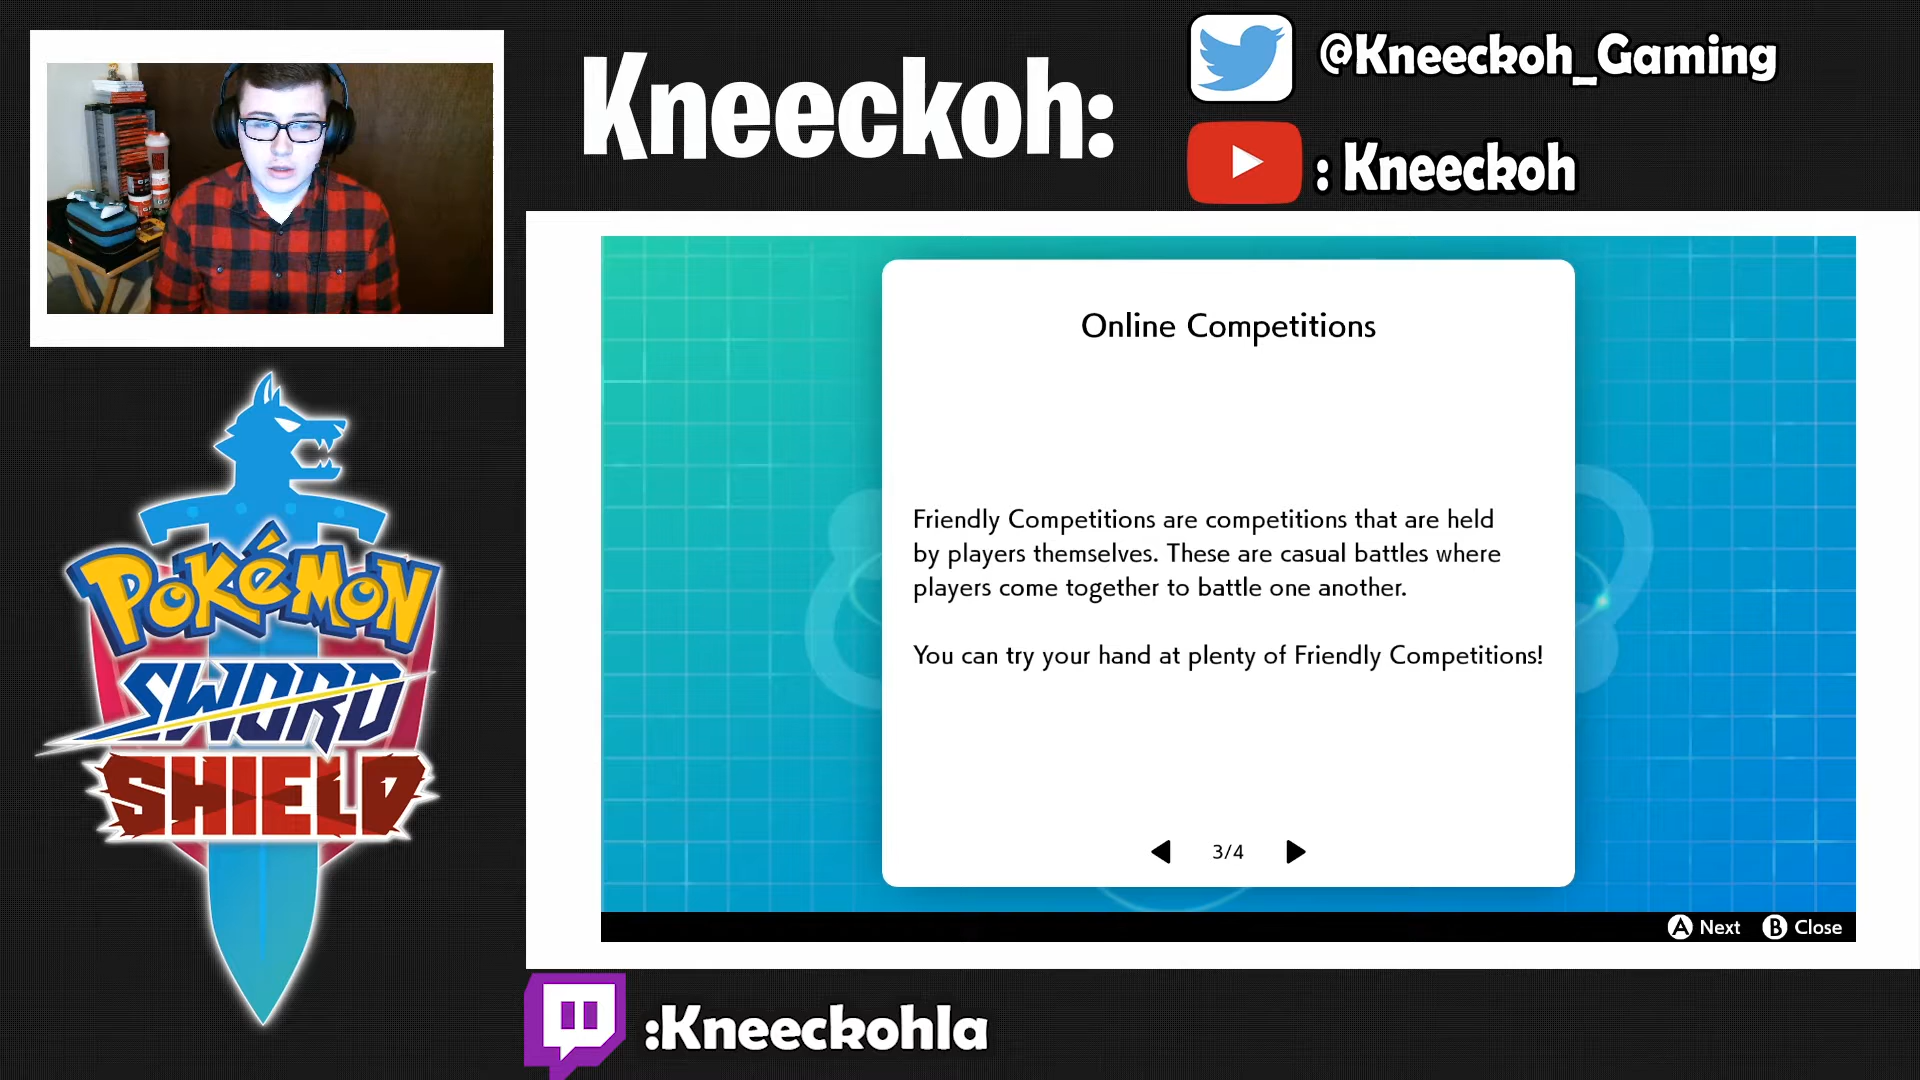 Kneeckoh:
@Kneeckoh_Gaming
: Kneeckoh
POKÉMON
SWORD
SHIELD
Online Competitions
Friendly Competitions are competitions that are held
by players themselves. These are casual battles where
players come together to battle one another.
You can try your hand at plenty of Friendly Competitions!
3/4
A Next B Close
:Kneeckohla